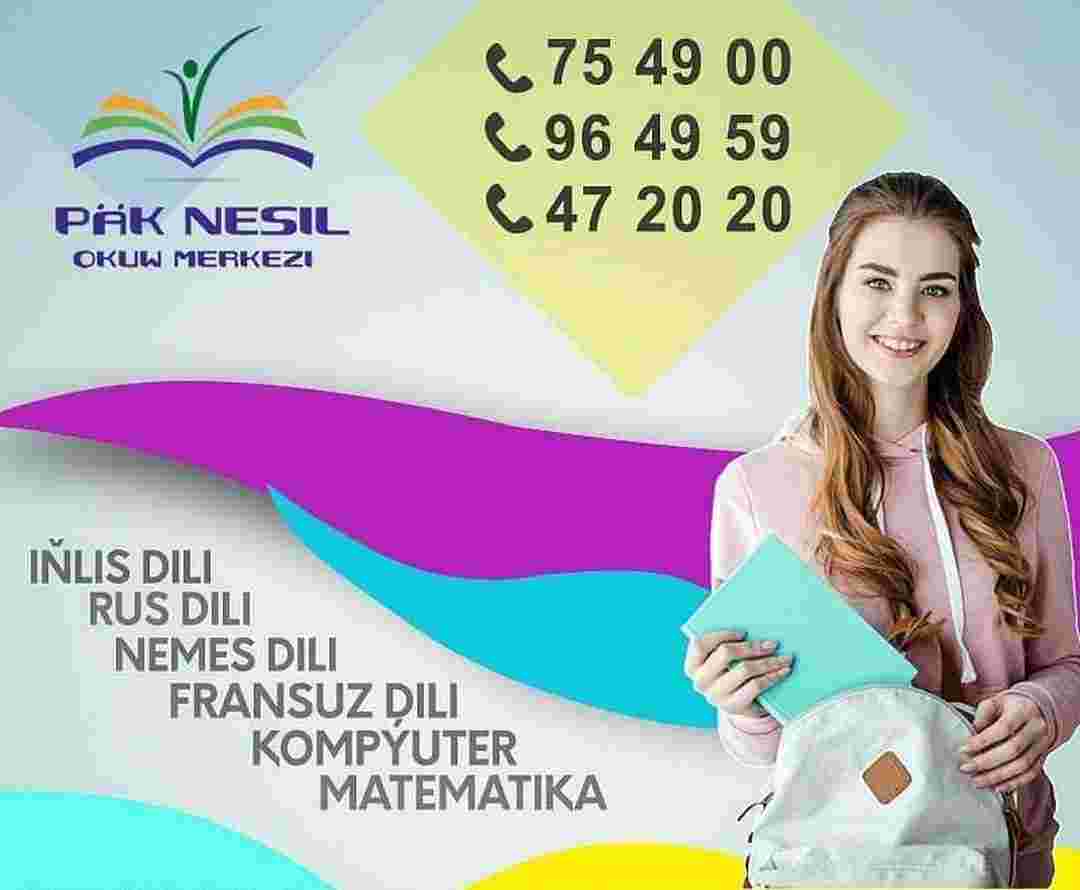 PÄK NESIL
OKUW MERKEZI
75 49 00
96 49 59
47 20 20
IŇLIS DILI
RUS DILI
NEMES DILI
FRANSUZ DILI
KOMPÝUTER
MATEMATIKA